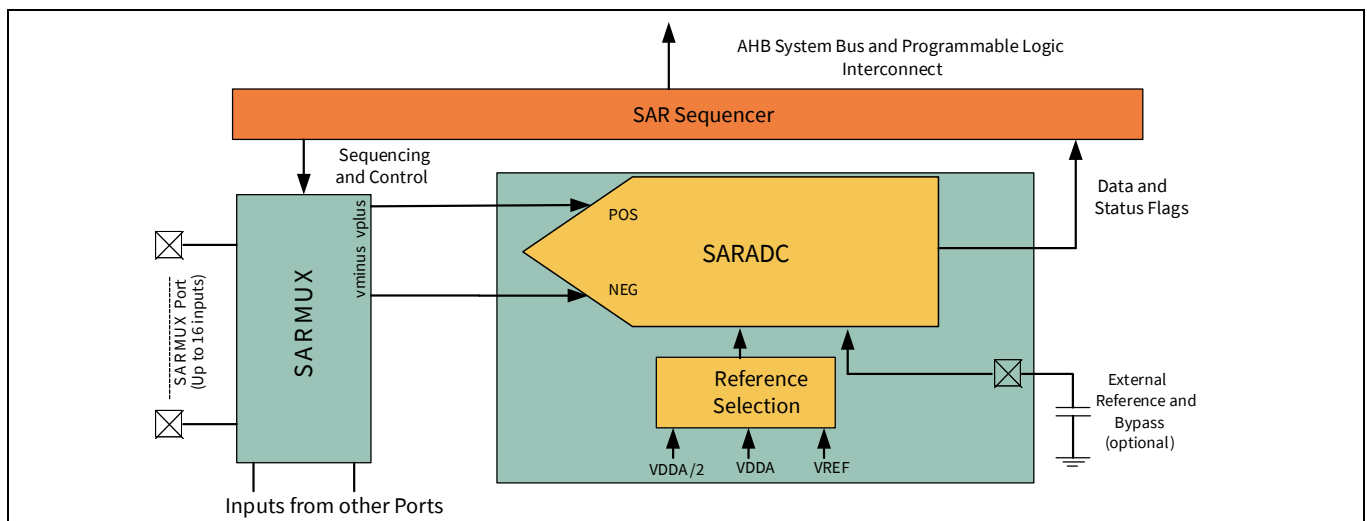 AHB System Bus and Programmable Logic
Interconnect
SAR Sequencer
Sequencing
and Control
Data and
Status Flags
SARMUX Port
(Up to 16 inputs)
SARMUX
vminus vplus
POS
NEG
SARADC
Reference
Selection
VDDA/2
VDDA
VREF
External
Reference and
Bypass
(optional)
Inputs from other Ports